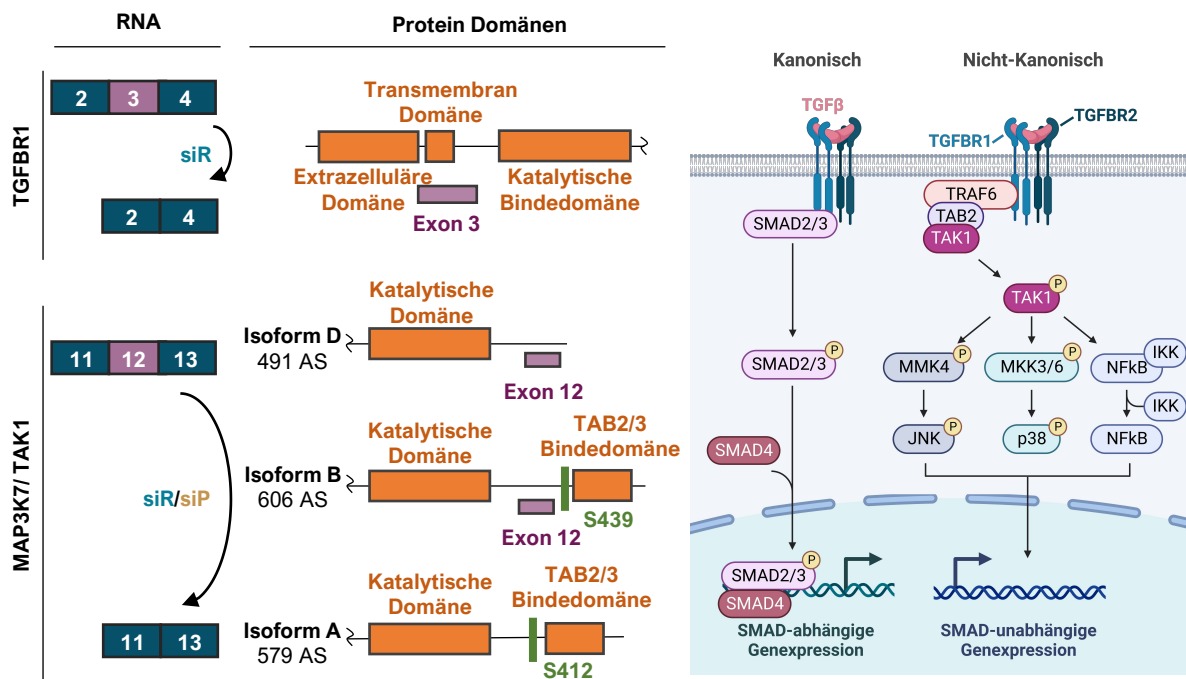 RNA
Protein Domänen
TGFBR1
2 3 4
siR
2 4
Transmembran
Domäne
Extrazelluläre
Domäne
Katalytische
Bindedomäne
Exon 3
MAP3K7/ TAK1
11 12 13
siR/siP
11 13
Isoform D
491 AS
Katalytische
Domäne
Exon 12
Isoform B
606 AS
Katalytische
Domäne
TAB2/3
Bindedomäne
Exon 12
S439
Isoform A
579 AS
Katalytische
Domäne
TAB2/3
Bindedomäne
S412
Kanonisch
Nicht-Kanonisch
TGFβ
TGFBR1
TGFBR2
SMAD2/3
TRAF6
TAB2
TAK1
TAK1
P
SMAD2/3
P
MMK4
P
MKK3/6
P
NFkB
IKK
IKK
JNK
P
p38
P
NFkB
SMAD4
SMAD2/3
P
SMAD4
SMAD-abhängige
Genexpression
SMAD-unabhängige
Genexpression